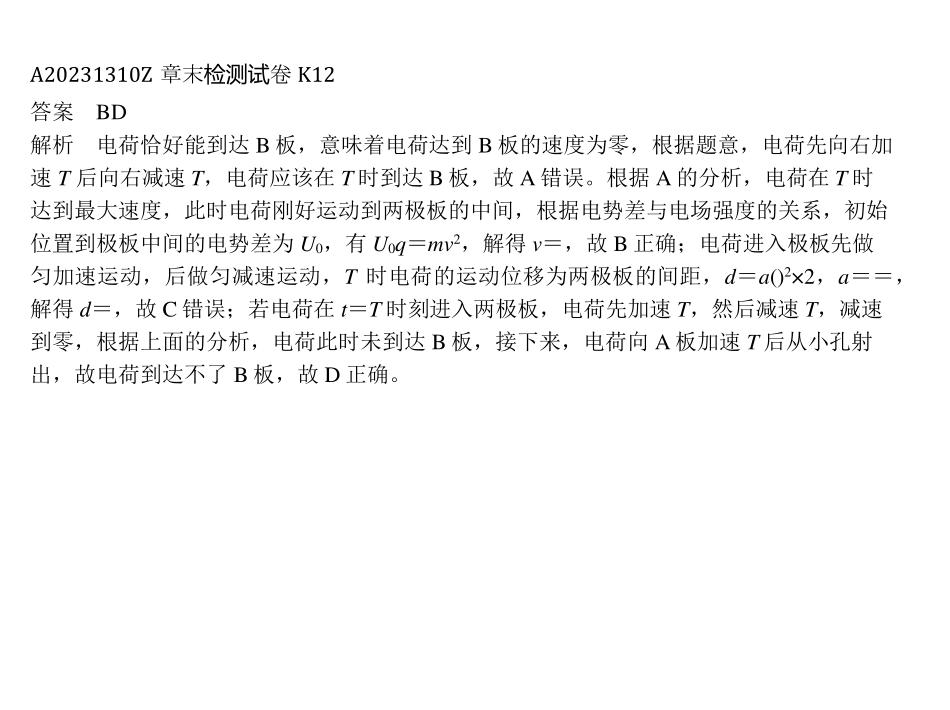 A20231310Z 章末检测试卷 K12
答案　BD
解析　电荷恰好能到达 B 板，意味着电荷达到 B 板的速度为零，根据题意，电荷先向右加
速 T 后向右减速 T，电荷应该在 T 时到达 B 板，故 A 错误。根据 A 的分析，电荷在 T 时
达到最大速度，此时电荷刚好运动到两极板的中间，根据电势差与电场强度的关系，初始
位置到极板中间的电势差为 U₀，有 U₀q＝mv²，解得 v＝，故 B 正确；电荷进入极板先做
匀加速运动，后做匀减速运动，T 时电荷的运动位移为两极板的间距，d＝a()²×2，a＝＝，
解得 d＝，故 C 错误；若电荷在 t＝T 时刻进入两极板，电荷先加速 T，然后减速 T，减速
到零，根据上面的分析，电荷此时未到达 B 板，接下来，电荷向 A 板加速 T 后从小孔射
出，故电荷到达不了 B 板，故 D 正确。